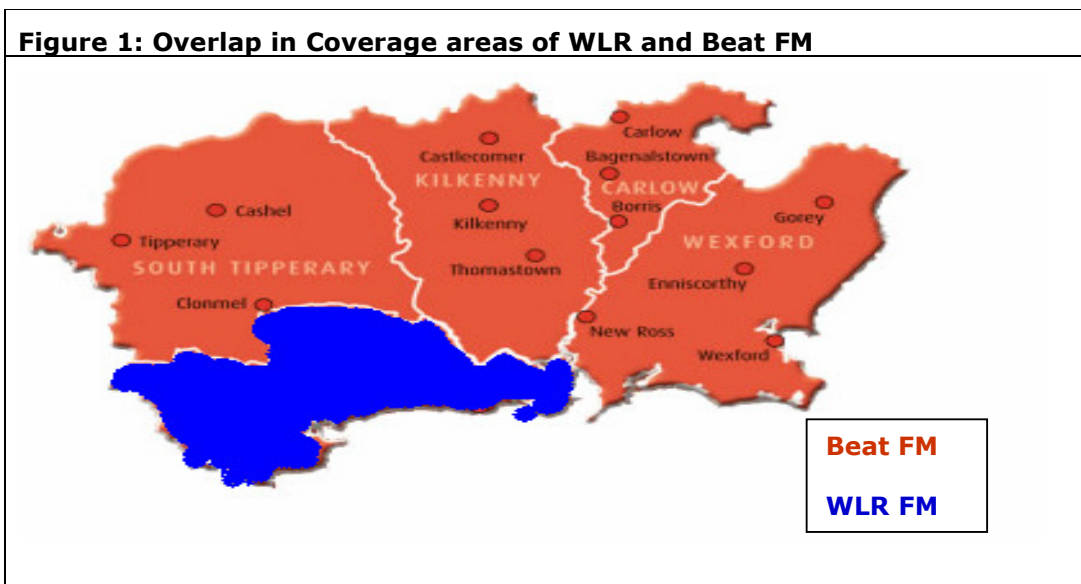 Figure 1: Overlap in Coverage areas of WLR and Beat FM
Carlow
Castlecomer
Bagenalstown
KILKENNY
CARLOW
Cashel
Kilkenny
Borris
Gorey
Tipperary
WEXFORD
SOUTH TIPPERARY
Thomastown
Enniscorthy
Clonmel
New Ross
Wexford
Beat FM
WLR FM